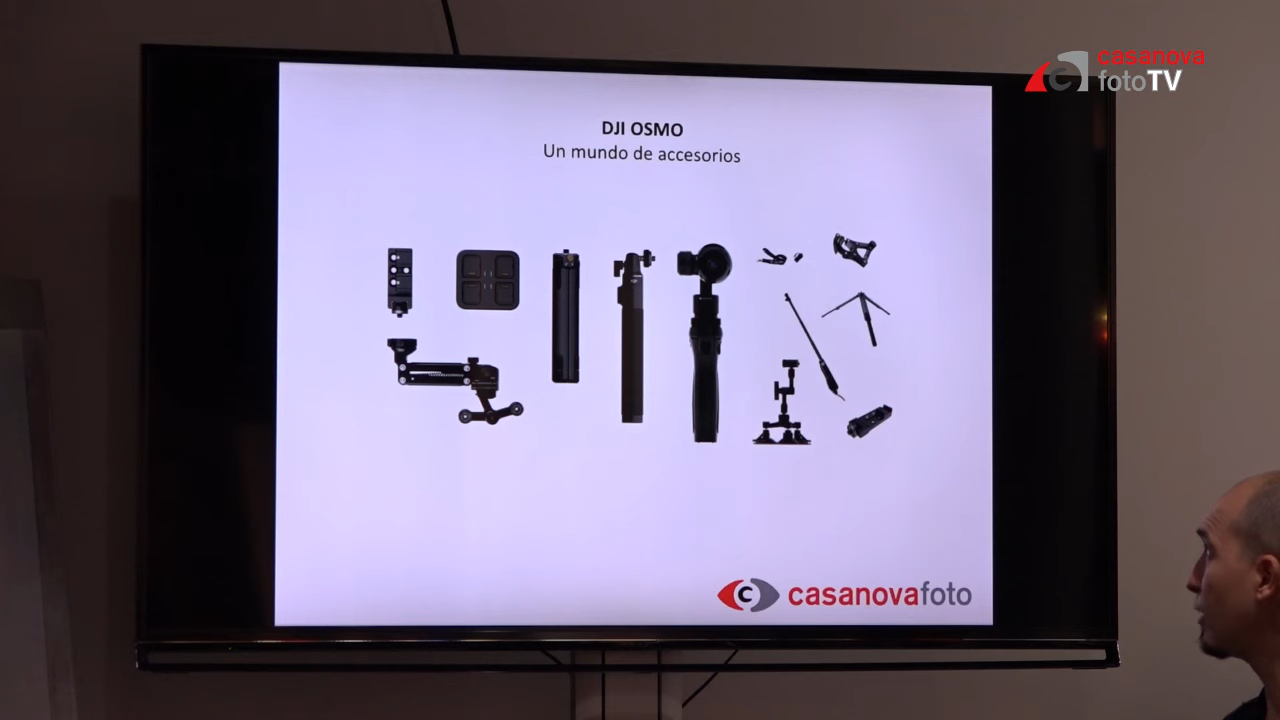 casanova
fotoTV
DJI OSMO
Un mundo de accesorios
casanovafoto